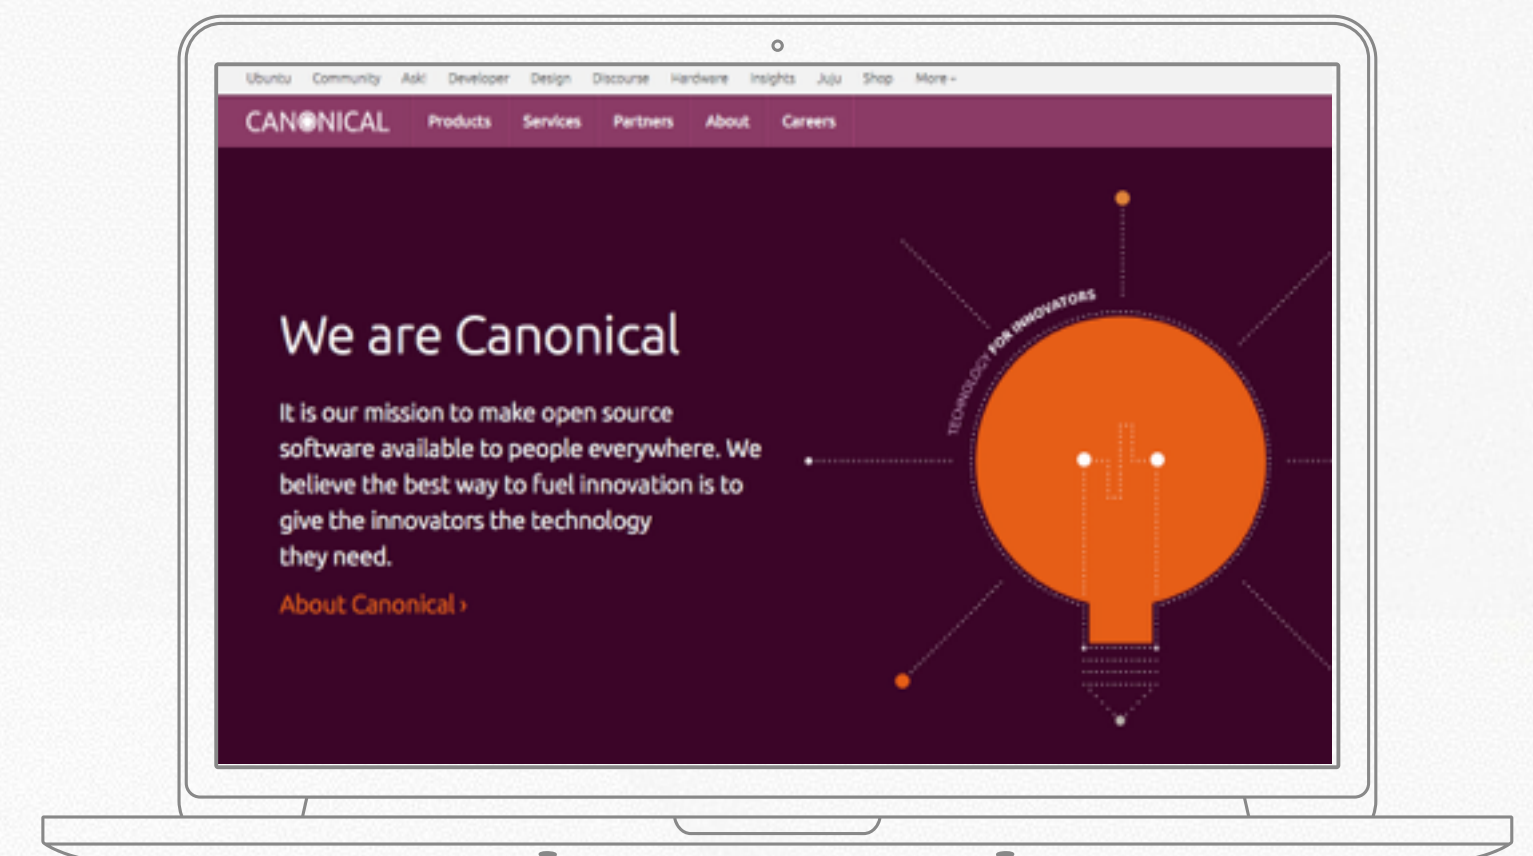 Ubuntu Community Ask! Developer Design Discourse Hardware Insights Juju Shop More
CANONICAL Products Services Partners About Careers
TECHNOLOGY FOR INNOVATORS
We are Canonical
It is our mission to make open source
software available to people everywhere. We
believe the best way to fuel innovation is to
give the innovators the technology
they need.
About Canonical ›